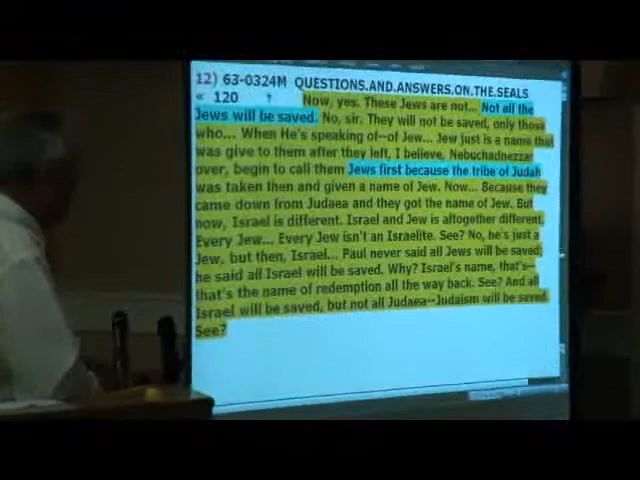 12) 63-0324M QUESTIONS.AND.ANSWERS.ON.THE.SEALS
« 120 ? Now, yes. These Jews are not... Not all the
Jews will be saved. No, sir. They will not be saved, only those
who... When He's speaking of--of Jew... Jew just is a name that
was give to them after they left, I believe, Nebuchadnezzar
over, begin to call them Jews first because the tribe of Judah
was taken then and given a name of Jew. Now... Because they
came down from Judaea and they got the name of Jew. But
now, Israel is different. Israel and Jew is altogether different.
Every Jew... Every Jew isn't an Israelite. See? No, he's just a
Jew. but then, Israel... Paul never said all Jews will be saved;
he said all Israel will be saved. Why? Israel's name, that's--
that's the name of redemption all the way back. See? And all
Israel will be saved, but not all Judaea--Judaism will be saved.
See?